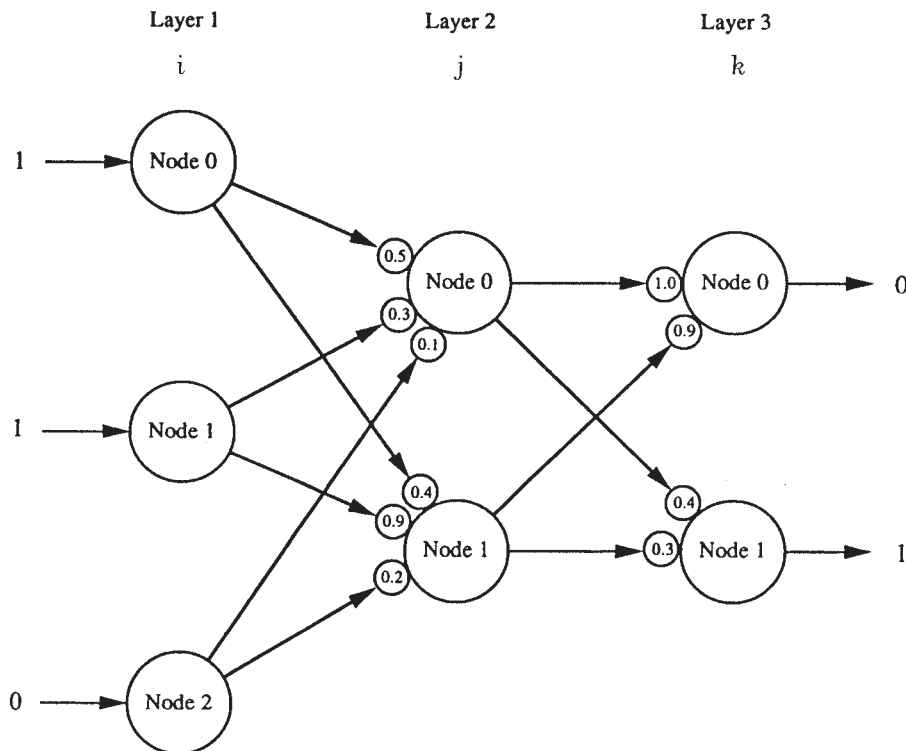 Layer 1 Layer 2 Layer 3
i j k
1 Node 0
0.5 Node 0 1.0 Node 0 0
0.3
0.1 0.9
1 Node 1
0.4 0.4
0.9 Node 1 0.3 Node 1 1
0.2
0 Node 2